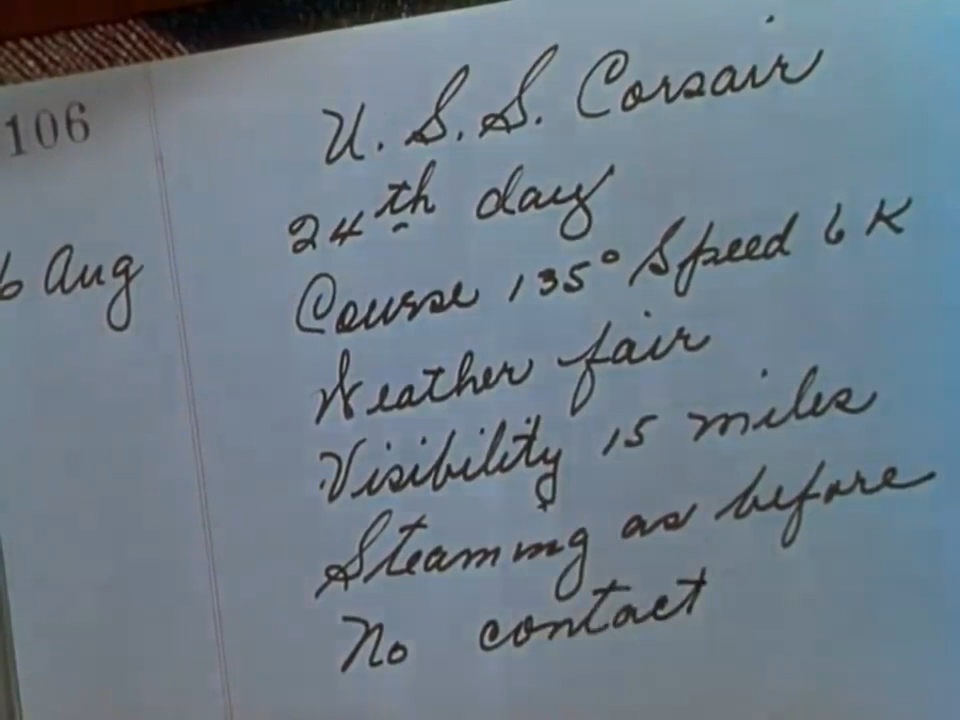 106
U.S.S. Corsair
24th day
6 Aug
Course 135° Speed 6 K
Weather fair
Visibility 15 miles
Steaming as before
No contact